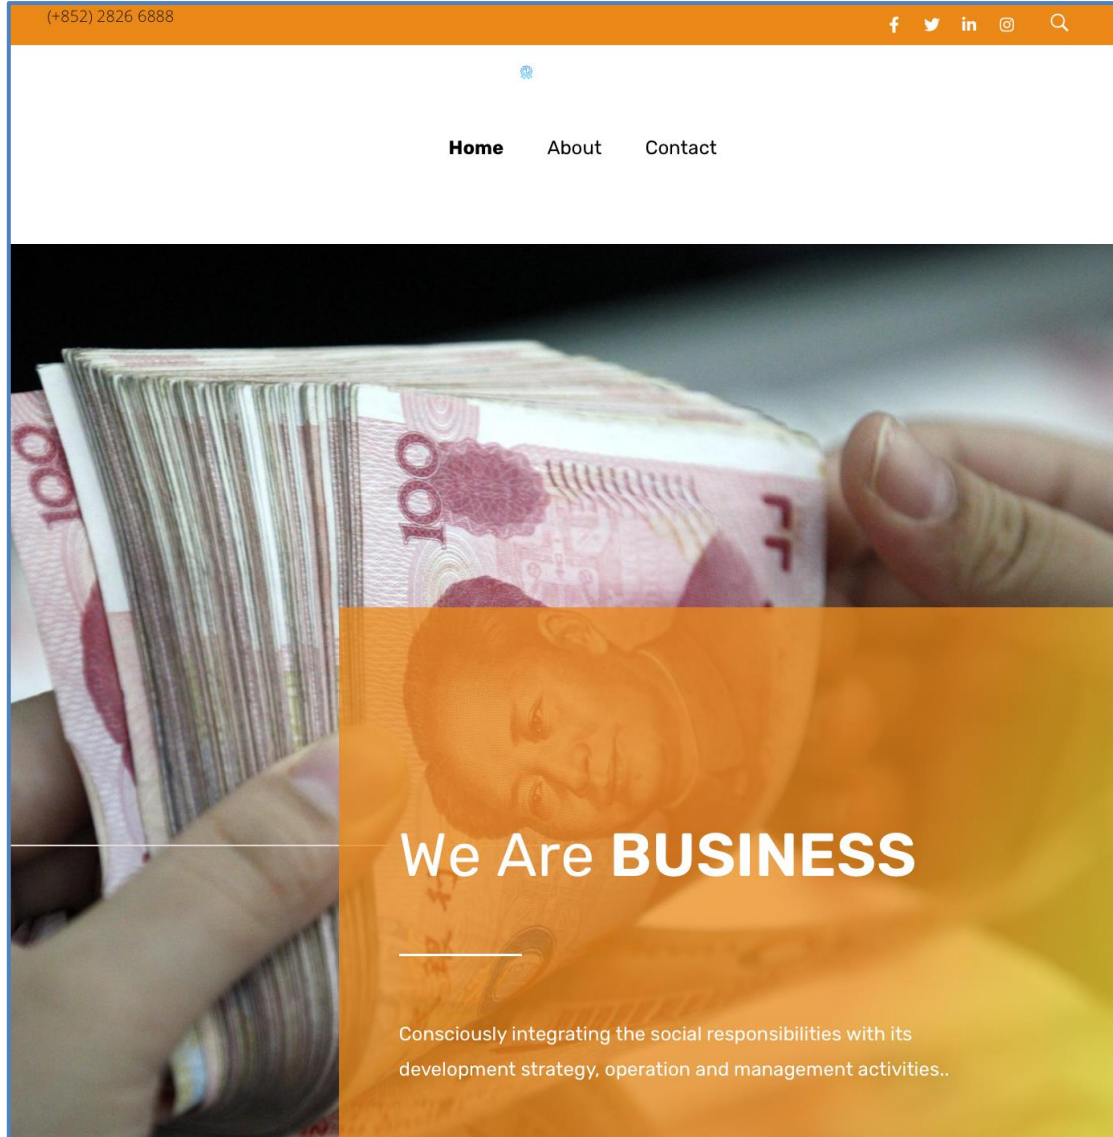 (+852) 2826 6888
Home About Contact
100
100
We Are BUSINESS
Consciously integrating the social responsibilities with its
development strategy, operation and management activities..